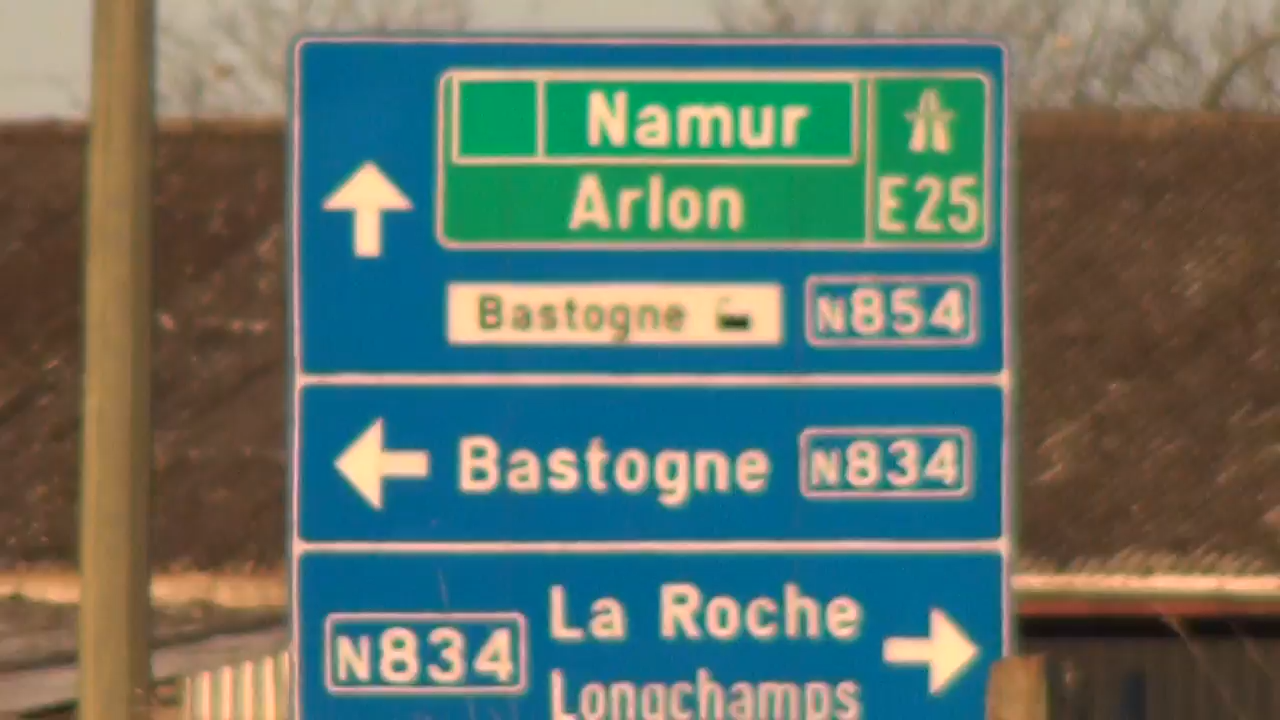 Namur
Arlon
E25
Bastogne N854
Bastogne N834
N834 La Roche
Longchamps